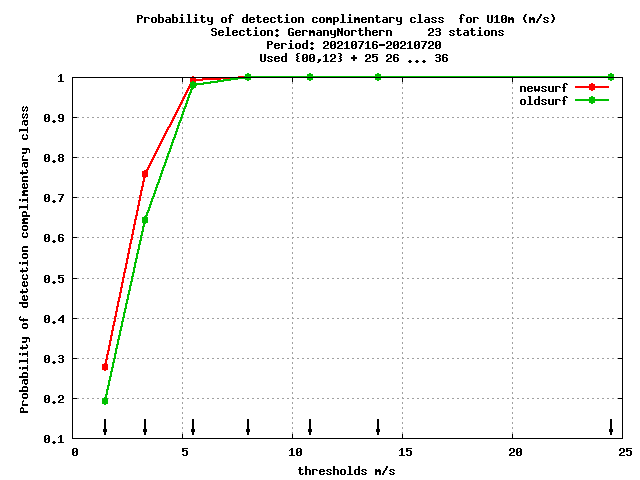 Probability of detection complimentary class  for U10m (m/s)
Selection: GermanyNorthern     23 stations
Period: 20210716-20210720
Used {00,12} + 25 26 ... 36
newsurf
oldsurf
Probability of detection complimentary class
1
0.9
0.8
0.7
0.6
0.5
0.4
0.3
0.2
0.1
0 5 10 15 20 25
thresholds m/s